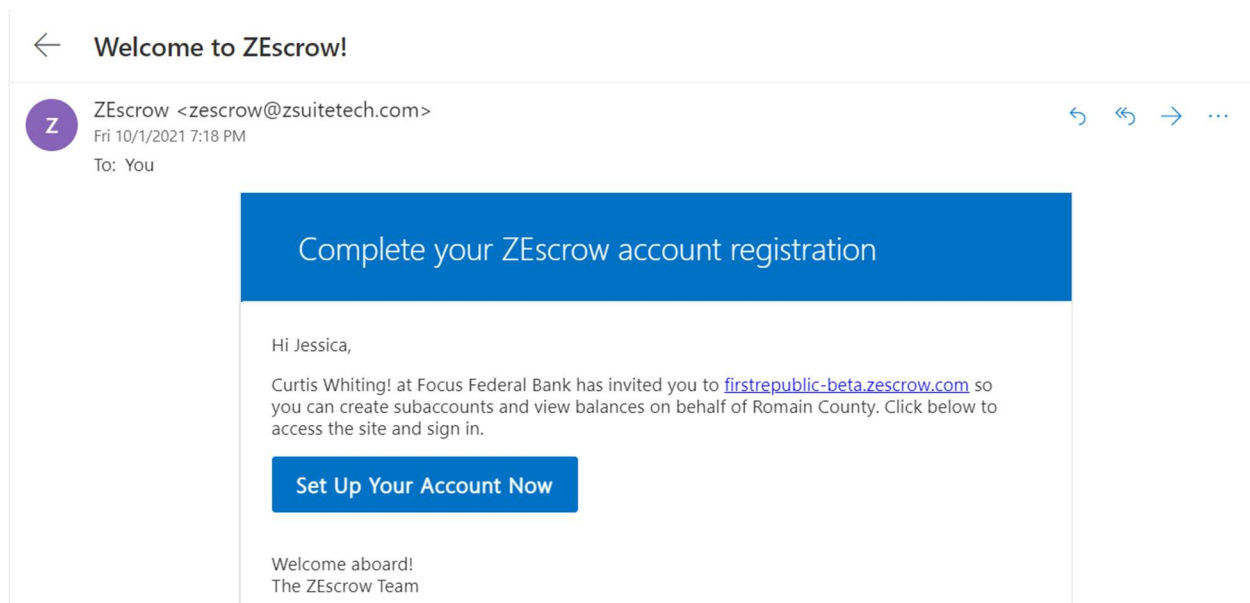 Welcome to ZEscrow!
Z
ZEscrow <zescrow@zsuitetech.com>
Fri 10/1/2021 7:18 PM
To: You
Complete your ZEscrow account registration
Hi Jessica,
Curtis Whiting! at Focus Federal Bank has invited you to firstrepublic-beta.zescrow.com so
you can create subaccounts and view balances on behalf of Romain County. Click below to
access the site and sign in.
Set Up Your Account Now
Welcome aboard!
The ZEscrow Team